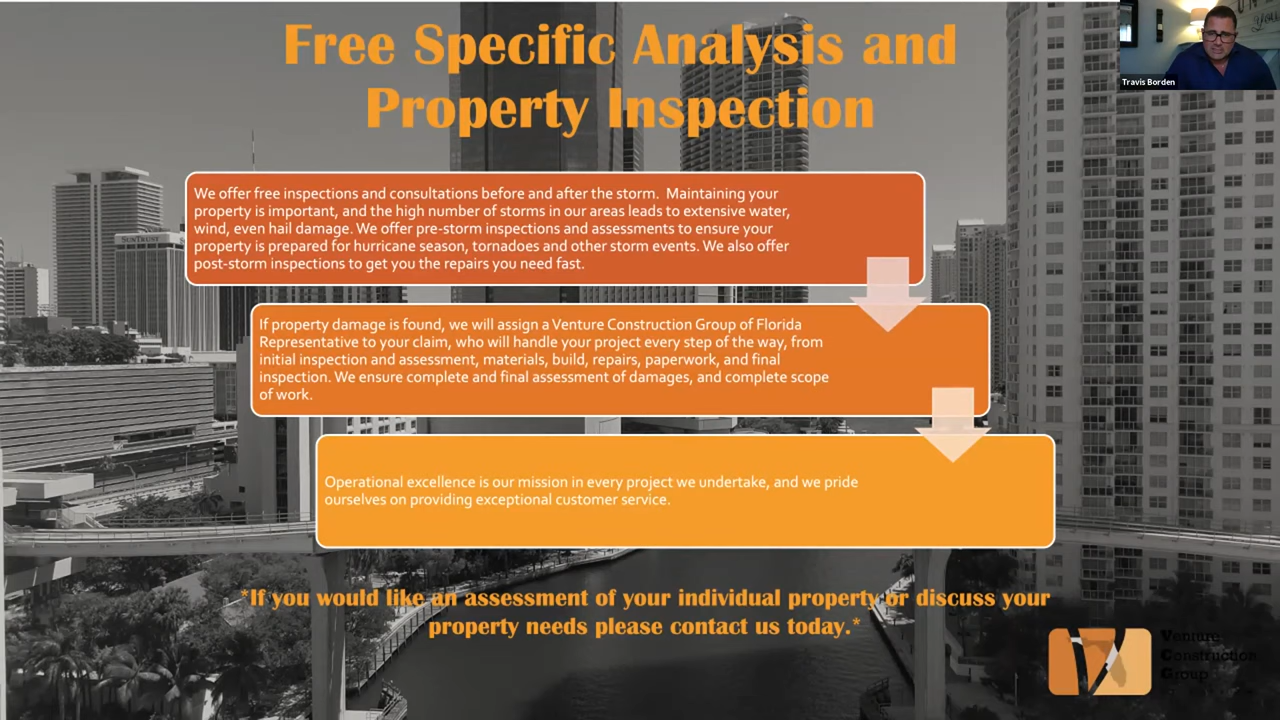 Free Specific Analysis and
Property Inspection
Travis Borden
We offer free inspections and consultations before and after the storm. Maintaining your
property is important, and the high number of storms in our areas leads to extensive water,
wind, even hail damage. We offer pre-storm inspections and assessments to ensure your
property is prepared for hurricane season, tornadoes and other storm events. We also offer
post-storm inspections to get you the repairs you need fast.
SUNTRUST
If property damage is found, we will assign a Venture Construction Group of Florida
Representative to your claim, who will handle your project every step of the way, from
initial inspection and assessment, materials, build, repairs, paperwork, and final
inspection. We ensure complete and final assessment of damages, and complete scope
of work.
Operational excellence is our mission in every project we undertake, and we pride
ourselves on providing exceptional customer service.
*If you would like an assessment of your individual property or discuss your
property needs please contact us today.*
Venture
Construction
Group